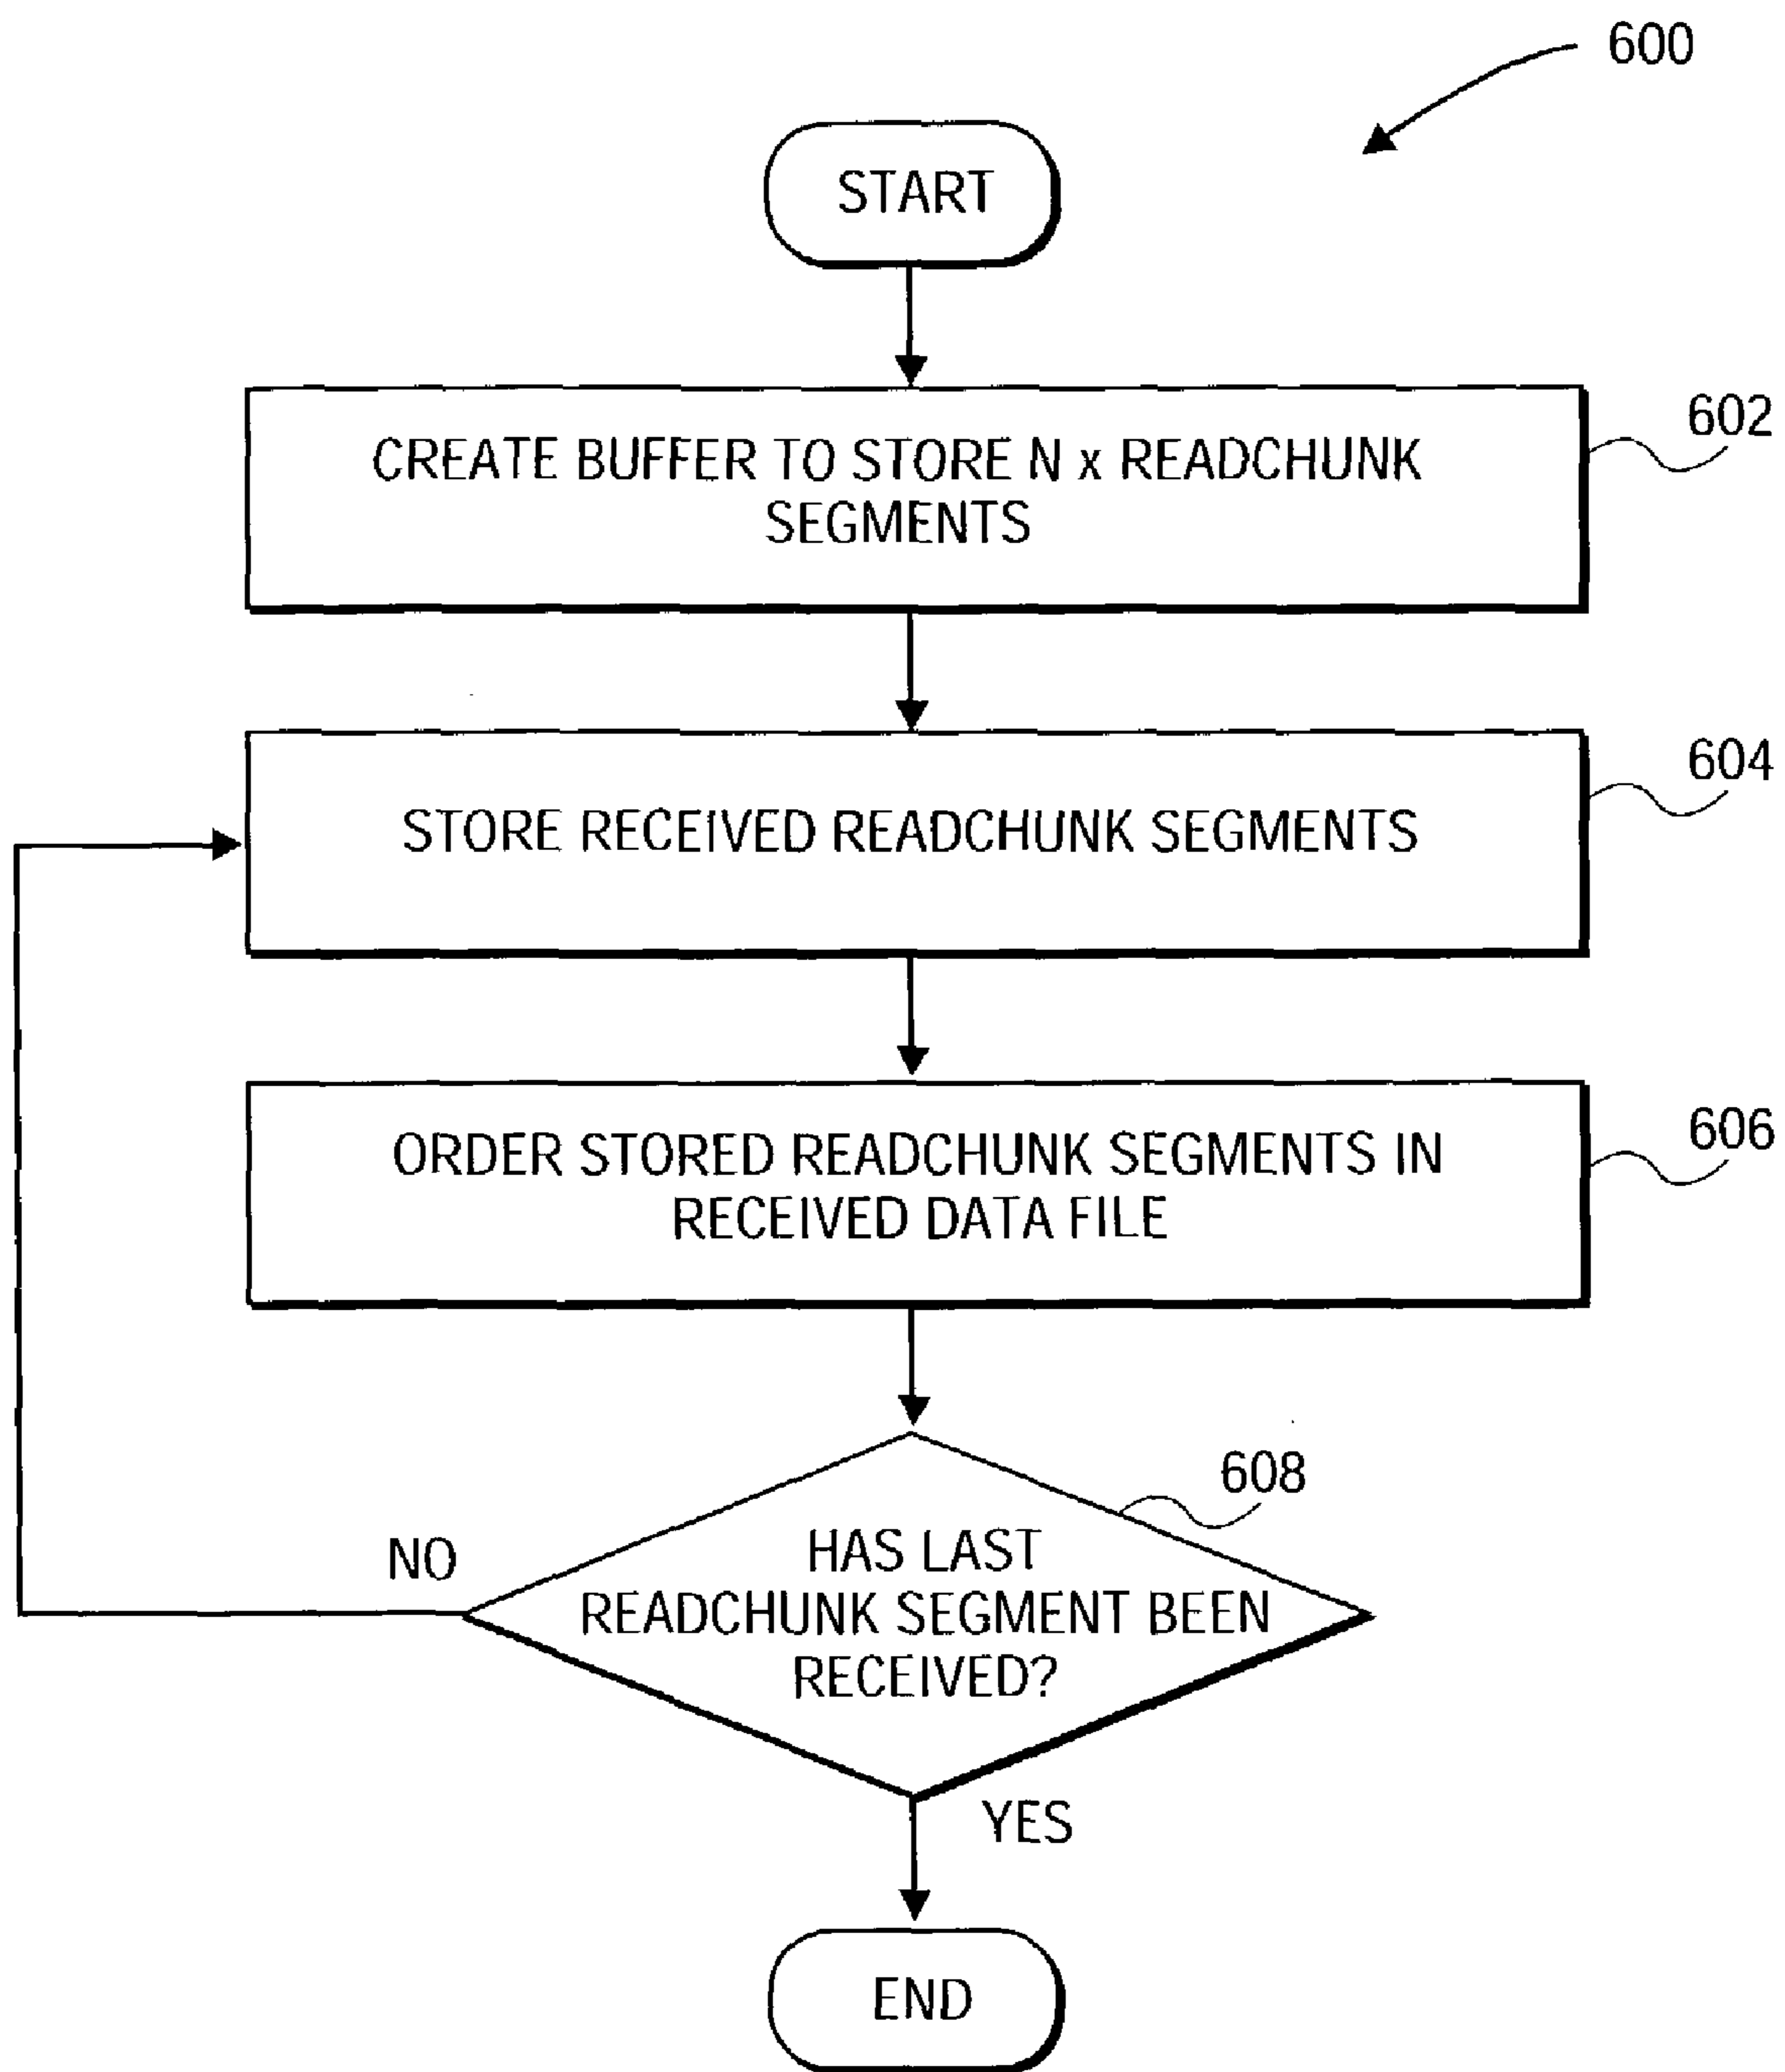 600
START
CREATE BUFFER TO STORE N x READCHUNK
SEGMENTS
602
STORE RECEIVED READCHUNK SEGMENTS
604
ORDER STORED READCHUNK SEGMENTS IN
RECEIVED DATA FILE
606
608
HAS LAST
READCHUNK SEGMENT BEEN
RECEIVED?
NO
YES
END